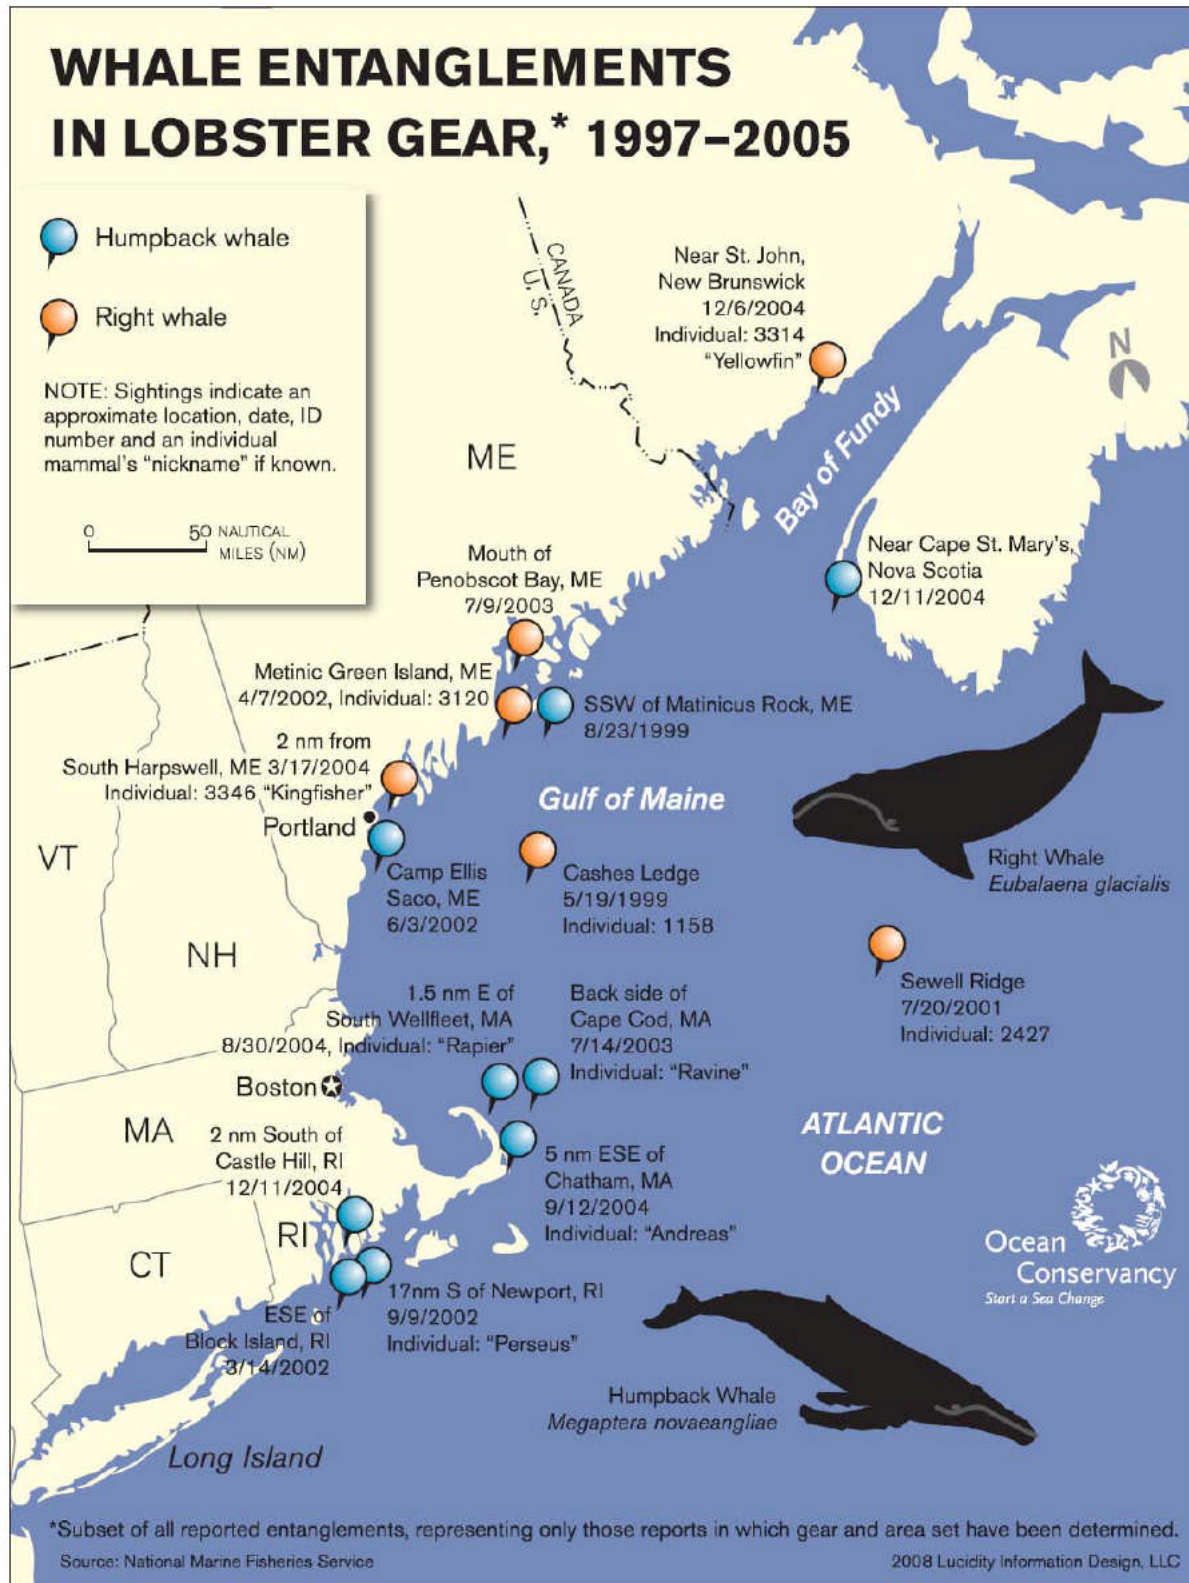 WHALE ENTANGLEMENTS
IN LOBSTER GEAR,* 1997–2005
Humpback whale
Right whale
NOTE: Sightings indicate an
approximate location, date, ID
number and an individual
mammal's "nickname" if known.
0 50 NAUTICAL
MILES (NM)
CANADA
U.S.
Near St. John,
New Brunswick
12/6/2004
Individual: 3314
"Yellowfin"
N
ME
Bay of Fundy
Near Cape St. Mary's,
Nova Scotia
12/11/2004
Mouth of
Penobscot Bay, ME
7/9/2003
Metinic Green Island, ME
4/7/2002, Individual: 3120
SSW of Matinicus Rock, ME
8/23/1999
2 nm from
South Harpswell, ME 3/17/2004
Individual: 3346 "Kingfisher"
Gulf of Maine
Portland
VT
Camp Ellis
Saco, ME
6/3/2002
Cashes Ledge
5/19/1999
Individual: 1158
Right Whale
Eubalaena glacialis
NH
Sewell Ridge
7/20/2001
Individual: 2427
1.5 nm E of
South Wellfleet, MA
8/30/2004, Individual: "Rapier"
Back side of
Cape Cod, MA
7/14/2003
Individual: "Ravine"
Boston
MA
ATLANTIC
OCEAN
2 nm South of
Castle Hill, RI
12/11/2004
5 nm ESE of
Chatham, MA
9/12/2004
Individual: "Andreas"
RI
CT
Ocean
Conservancy
Start a Sea Change
17nm S of Newport, RI
9/9/2002
Individual: "Perseus"
ESE of
Block Island, RI
3/14/2002
Humpback Whale
Megaptera novaeangliae
Long Island
*Subset of all reported entanglements, representing only those reports in which gear and area set have been determined.
Source: National Marine Fisheries Service
2008 Lucidity Information Design, LLC